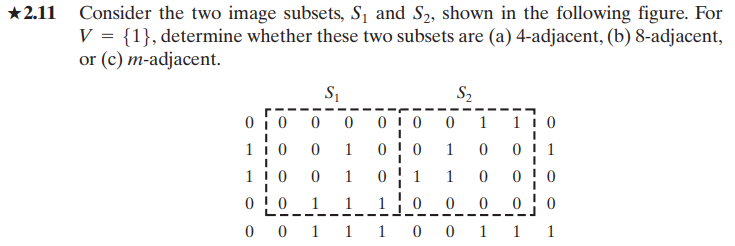 ★2.11 Consider the two image subsets, S₁ and S₂, shown in the following figure. For
V = {1}, determine whether these two subsets are (a) 4-adjacent, (b) 8-adjacent,
or (c) m-adjacent.
S₁ S₂
0 0 0 0 0 0 0 1 1 0
1 0 0 1 0 0 1 0 0 1
1 0 0 1 0 1 1 0 0 0
0 0 1 1 1 0 0 0 0 0
0 0 1 1 1 0 0 1 1 1